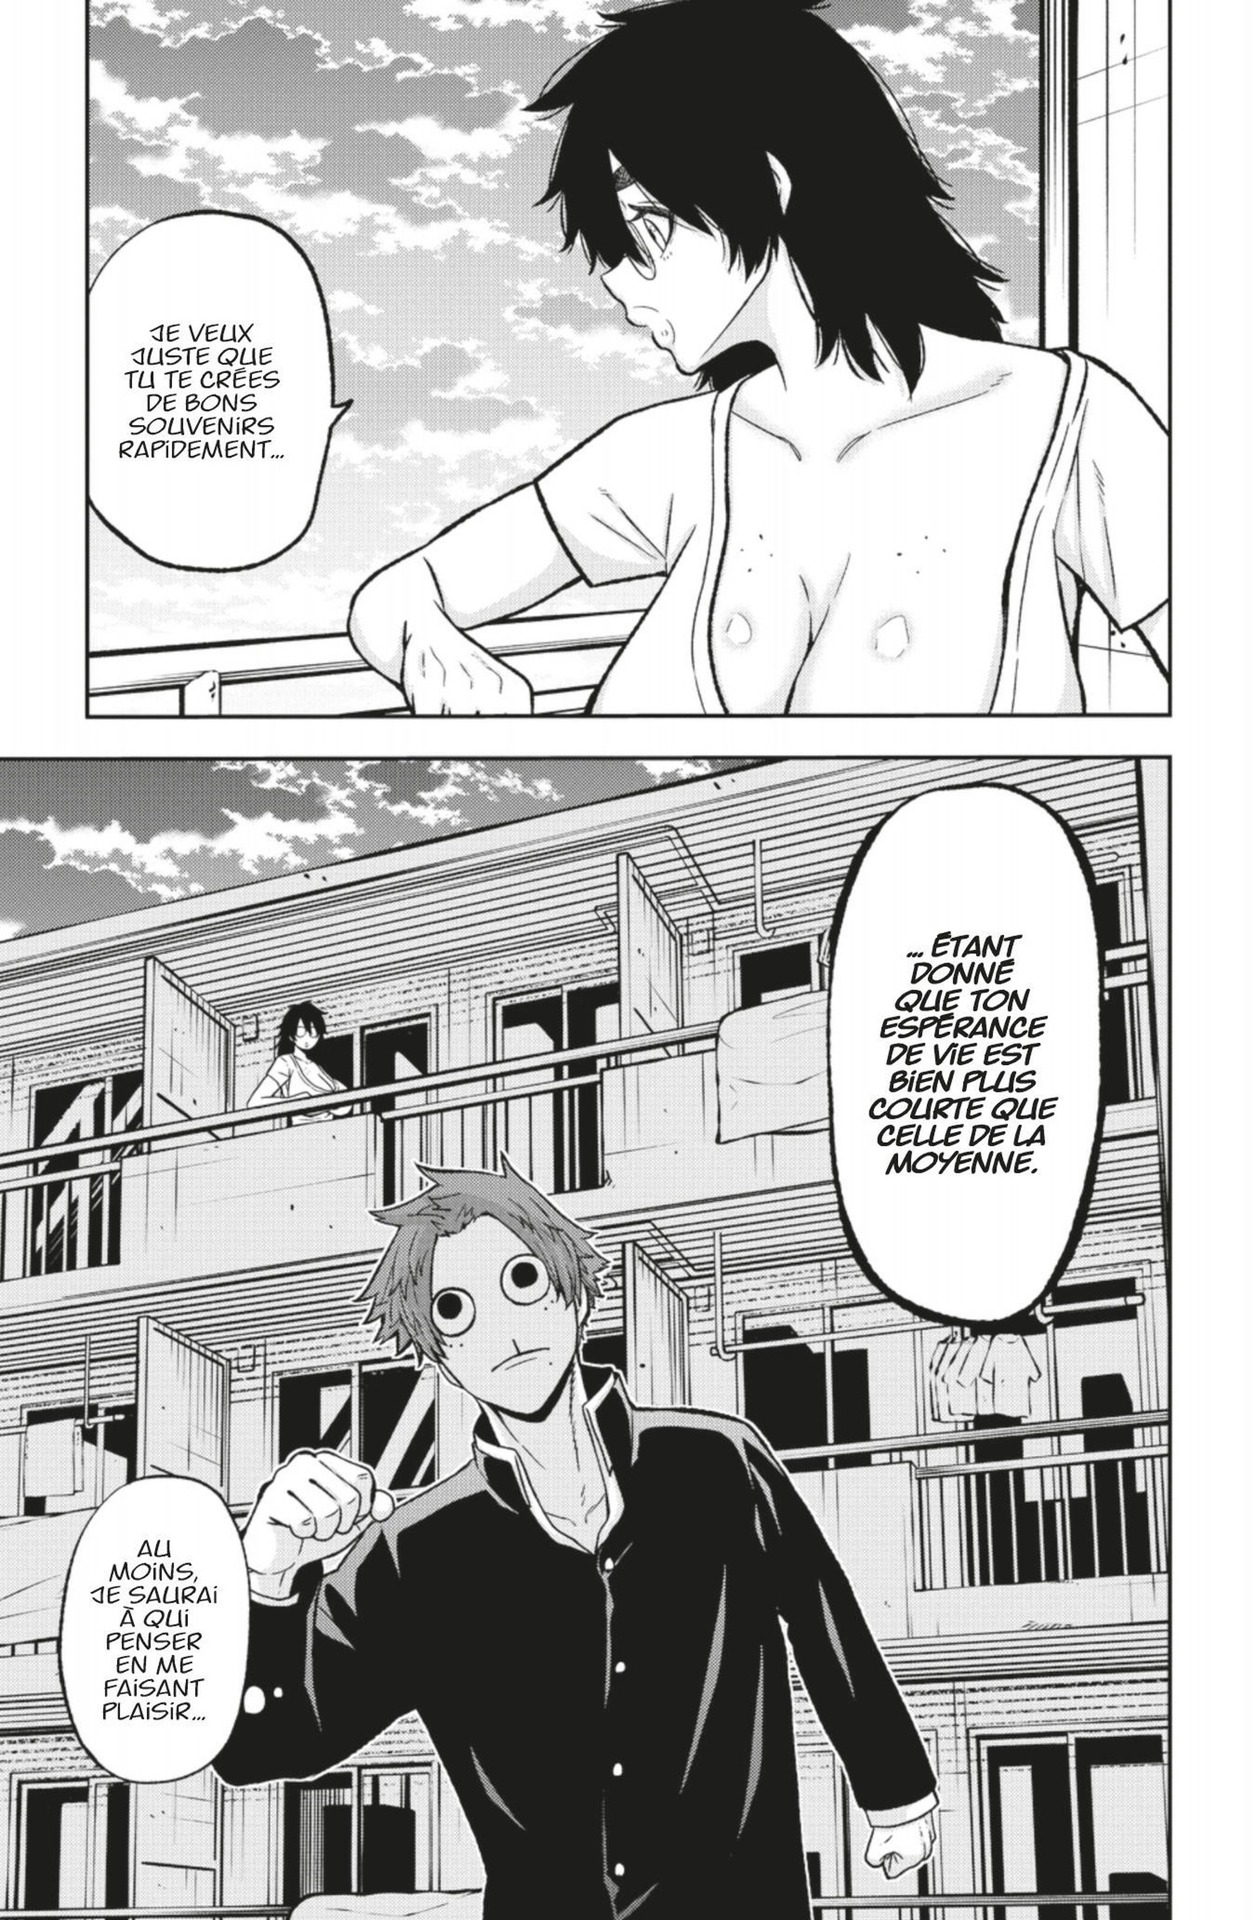 JE VEUX
JUSTE QUE
TU TE CRÉES
DE BONS
SOUVENIRS
RAPIDEMENT...
... ÉTANT
DONNÉ
QUE TON
ESPÉRANCE
DE VIE EST
BIEN PLUS
COURTE QUE
CELLE DE LA
MOYENNE.
AU
MOINS,
JE SAURAI
À QUI
PENSER
EN ME
FAISANT
PLAISIR...